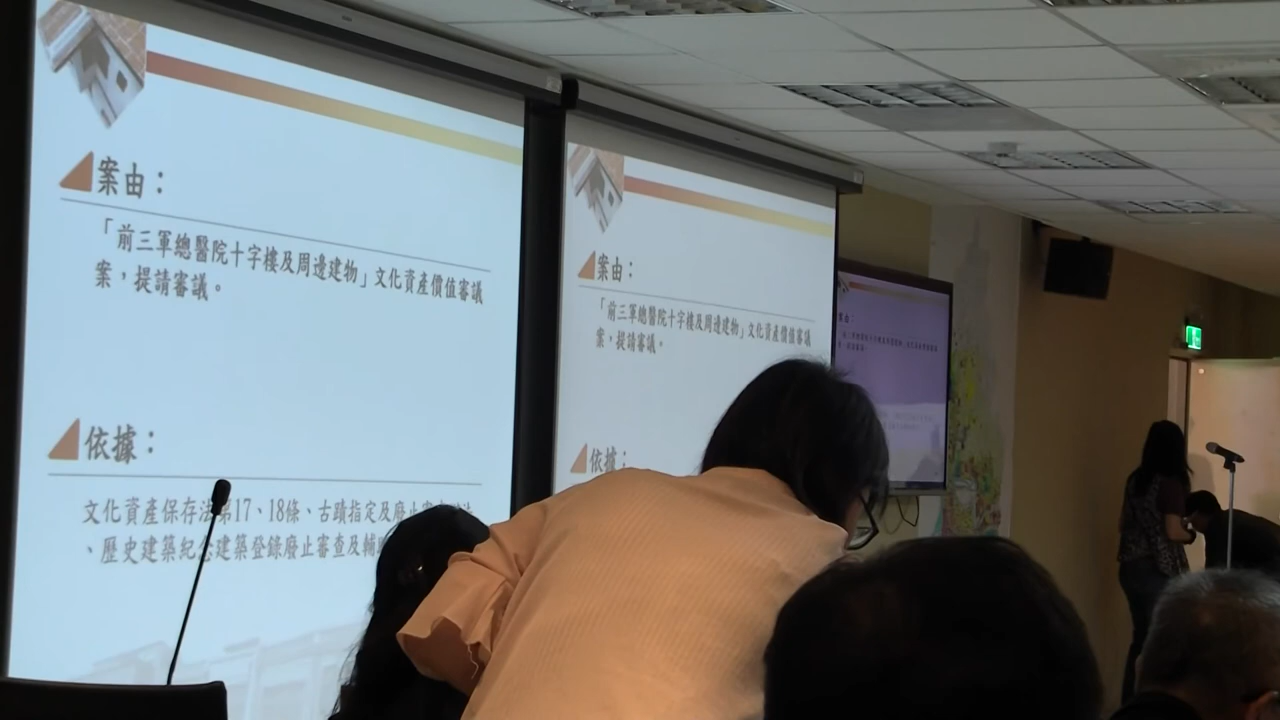 案由：
「前三軍總醫院十字樓及周邊建物」文化資產價值審議
案，提請審議。
依據：
文化資產保存法第17、18條、古蹟指定及廢止審查
、歷史建築紀念建築登錄廢止審查及輔
案由：
「前三軍總醫院十字樓及周邊建物」文化資產價值審議
案，提請審議。
依據：
案由：